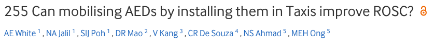 255 Can mobilising AEDs by installing them in Taxis improve ROSC?
AE White ¹ , NA Jalil ¹ , SIJ Poh ¹ , DR Mao ² , V Kang ³ , CR De Souza ⁴ , NS Ahmad ⁵ , MEH Ong ⁵